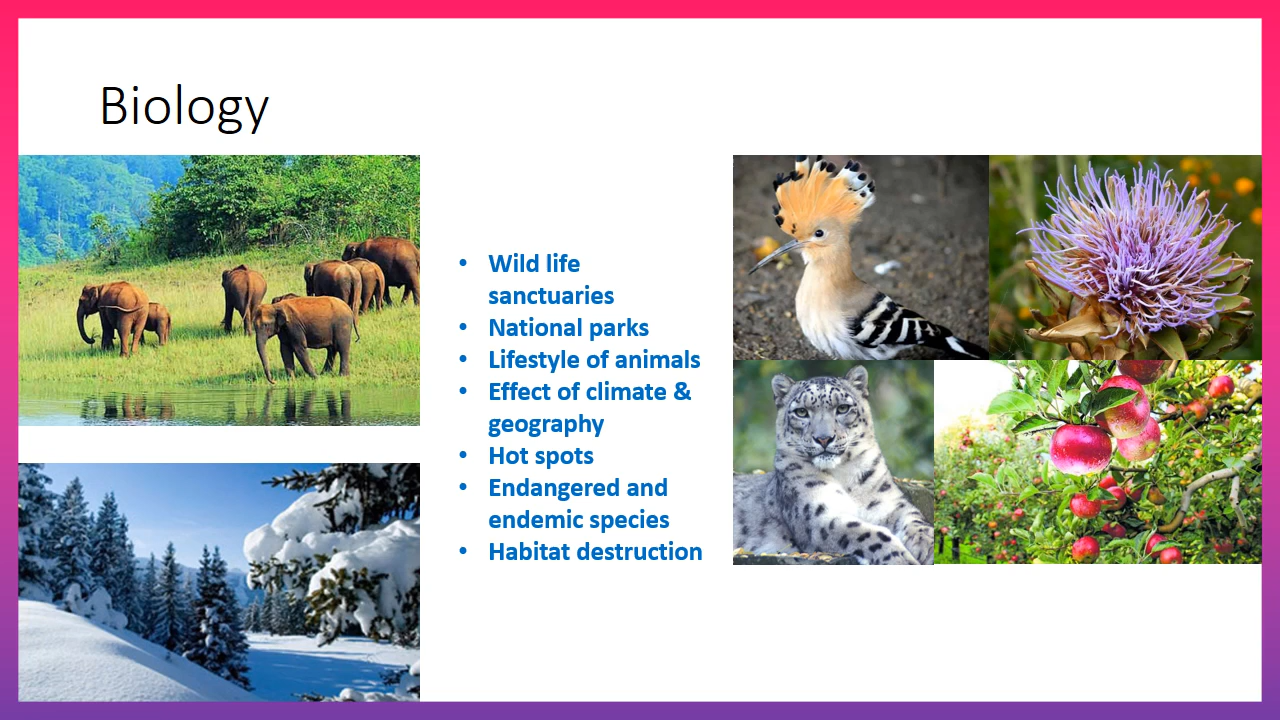 Biology
• Wild life
sanctuaries
• National parks
• Lifestyle of animals
• Effect of climate &
geography
• Hot spots
• Endangered and
endemic species
• Habitat destruction